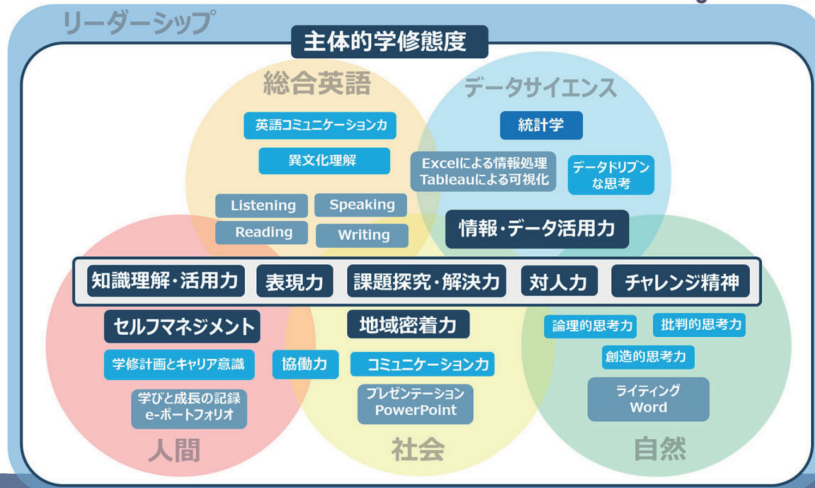 リーダーシップ
主体的学修態度
総合英語
データサイエンス
英語コミュニケーション力
統計学
異文化理解
Excelによる情報処理
Tableauによる可視化
データドリブン
な思考
Listening
Speaking
Reading
Writing
情報・データ活用力
知識理解・活用力
表現力
課題探究・解決力
対人力
チャレンジ精神
セルフマネジメント
地域密着力
論理的思考力
批判的思考力
学修計画とキャリア意識
協働力
コミュニケーション力
創造的思考力
学びと成長の記録
e-ポートフォリオ
プレゼンテーション
PowerPoint
ライティング
Word
人間
社会
自然